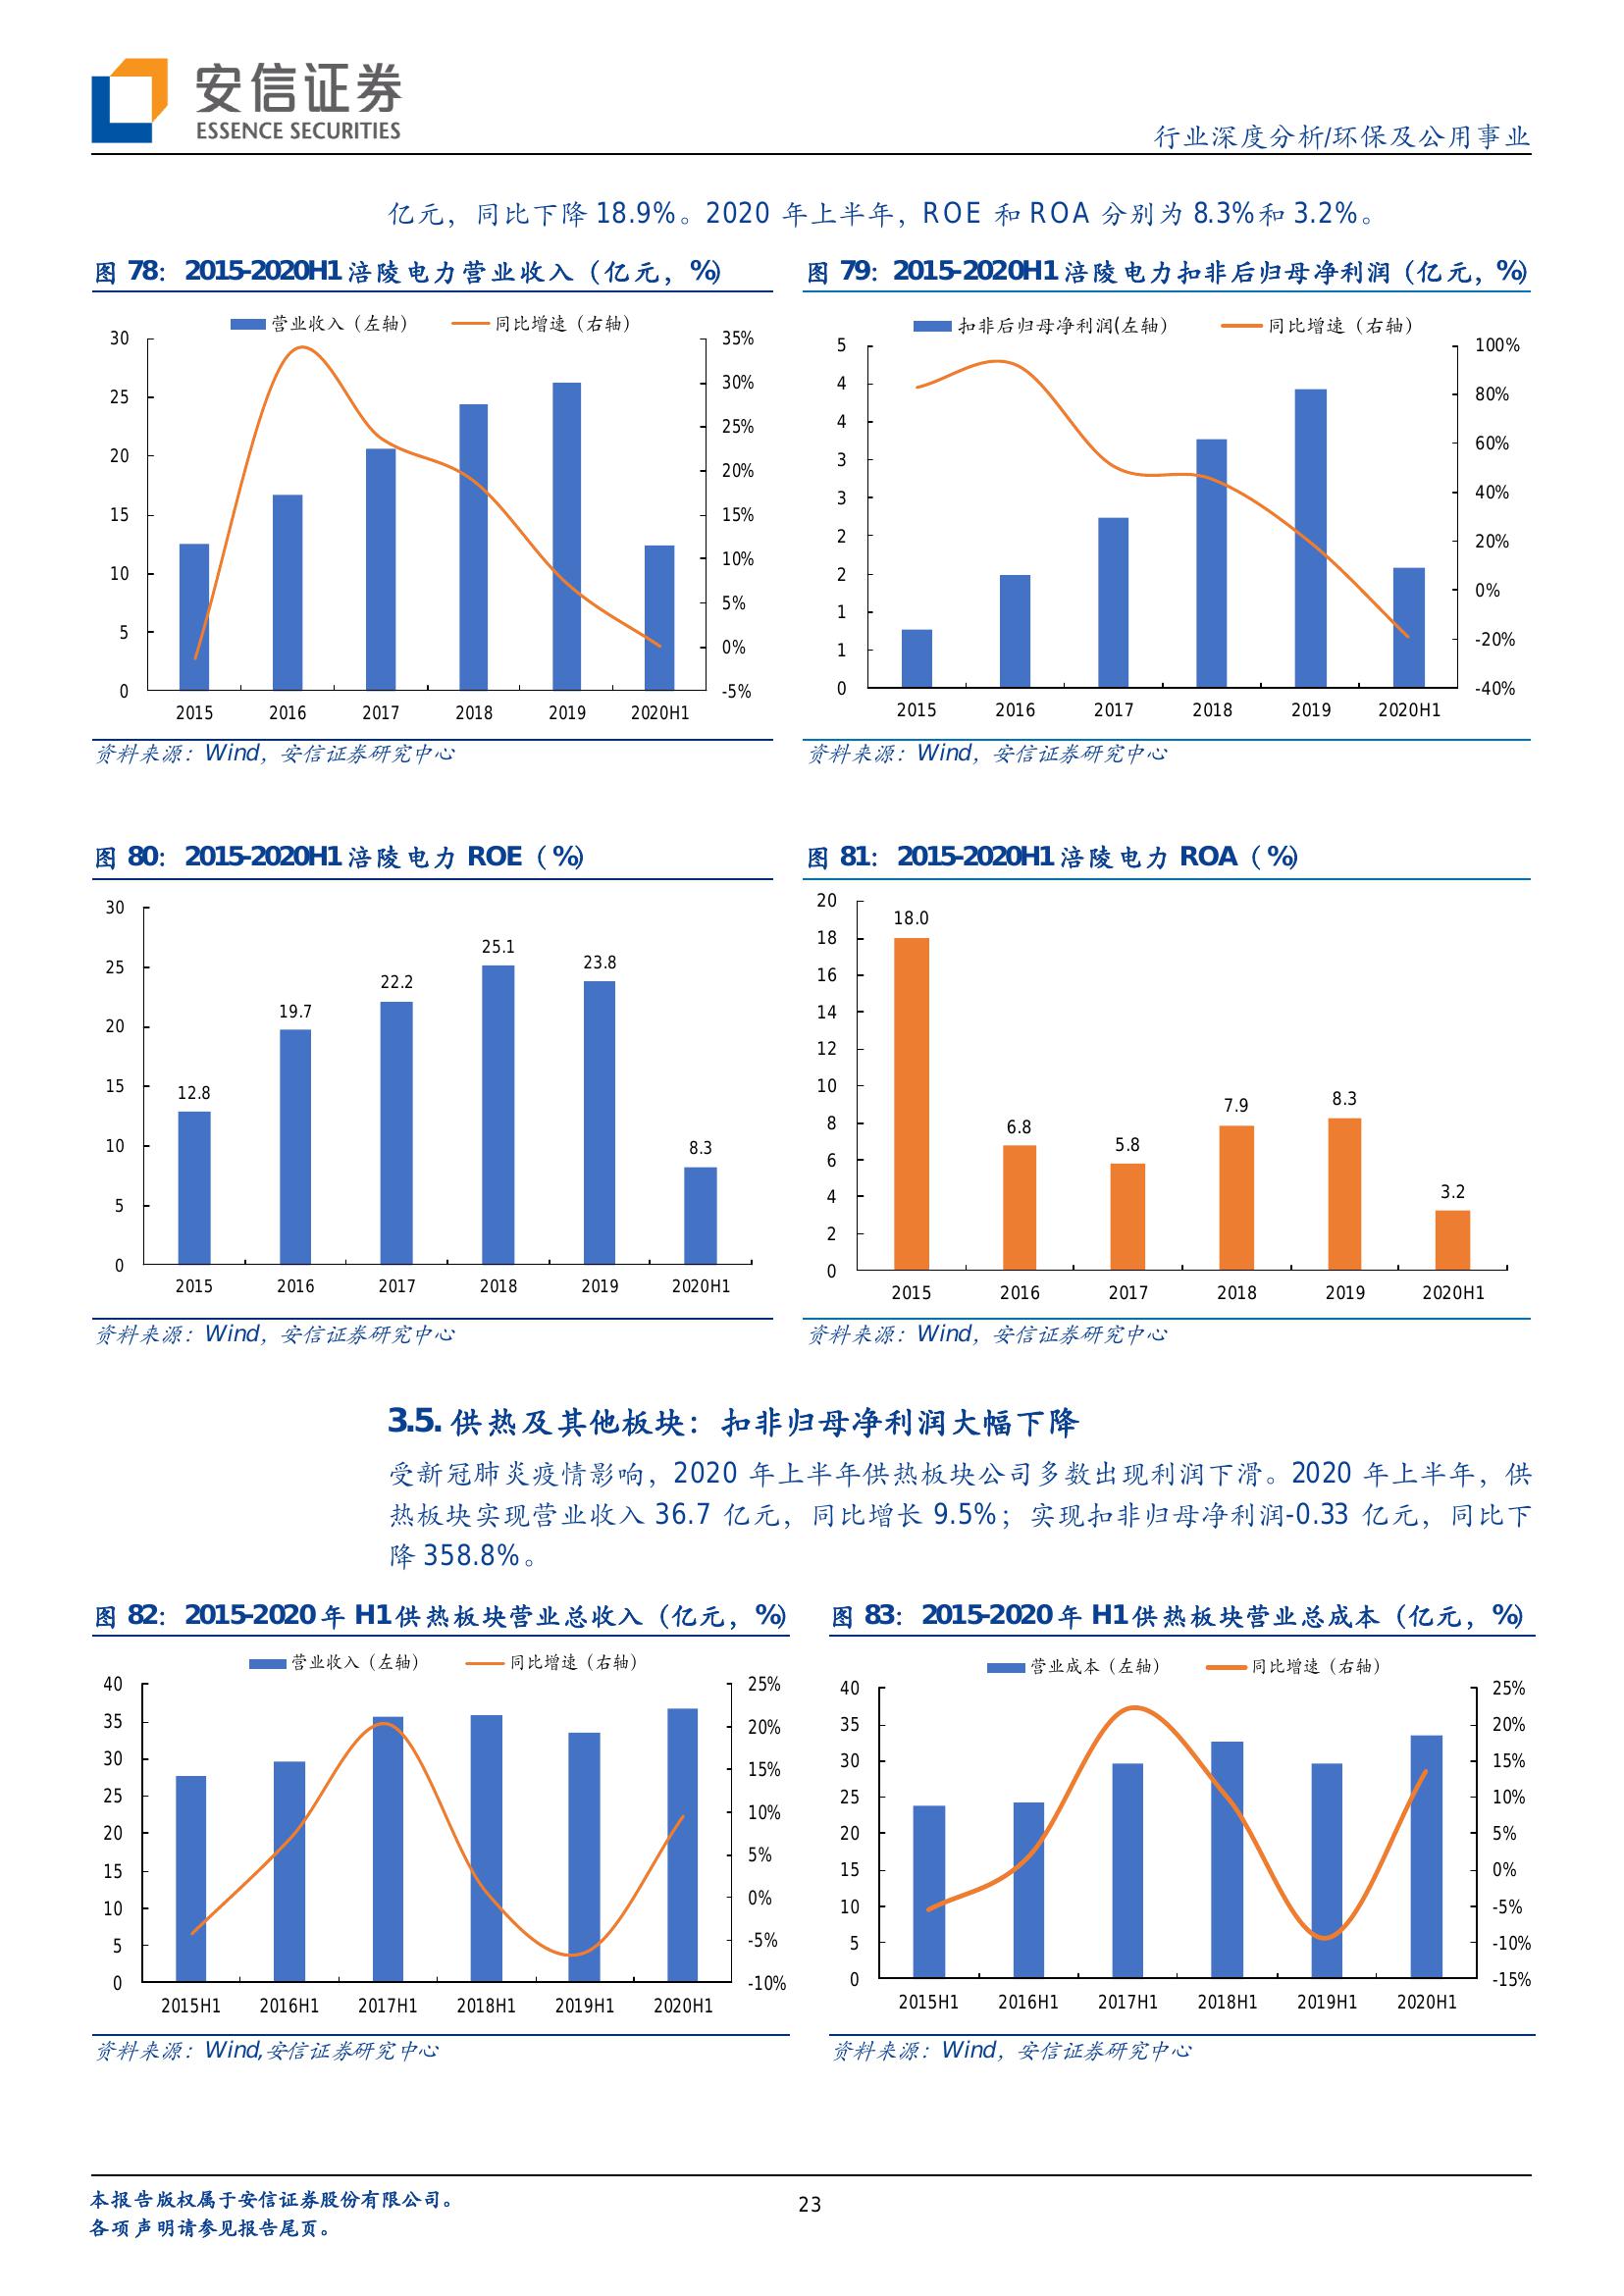 安信证券
ESSENCE SECURITIES
行业深度分析/环保及公用事业
亿元，同比下降 18.9%。2020 年上半年，ROE 和 ROA 分别为 8.3%和 3.2%。
图 78： 2015-2020H1 涪陵电力营业收入（亿元，%）
营业收入（左轴） 同比增速（右轴）
30 35%
30%
25
25%
20
20%
15 15%
10%
10
5%
5
0%
0 -5%
2015 2016 2017 2018 2019 2020H1
资料来源：Wind，安信证券研究中心
图 79： 2015-2020H1 涪陵电力扣非后归母净利润（亿元，%）
扣非后归母净利润(左轴) 同比增速（右轴）
5 100%
4
80%
4
3 60%
3 40%
2
20%
2
0%
1
-20%
1
0 -40%
2015 2016 2017 2018 2019 2020H1
资料来源：Wind，安信证券研究中心
图 80： 2015-2020H1 涪陵电力 ROE（%）
30
25
20
15
10
5
0
12.8 19.7 22.2 25.1 23.8 8.3
2015 2016 2017 2018 2019 2020H1
资料来源：Wind，安信证券研究中心
图 81： 2015-2020H1 涪陵电力 ROA（%）
20
18
16
14
12
10
8
6
4
2
0
18.0 6.8 5.8 7.9 8.3 3.2
2015 2016 2017 2018 2019 2020H1
资料来源：Wind，安信证券研究中心
3.5. 供热及其他板块：扣非归母净利润大幅下降
受新冠肺炎疫情影响，2020 年上半年供热板块公司多数出现利润下滑。2020 年上半年，供
热板块实现营业收入 36.7 亿元，同比增长 9.5%；实现扣非归母净利润-0.33 亿元，同比下
降 358.8%。
图 82： 2015-2020 年 H1 供热板块营业总收入（亿元，%）
营业收入（左轴） 同比增速（右轴）
40 25%
35
20%
30
15%
25
10%
20
5%
15
0%
10
-5%
5
0 -10%
2015H1 2016H1 2017H1 2018H1 2019H1 2020H1
资料来源：Wind,安信证券研究中心
图 83： 2015-2020 年 H1 供热板块营业总成本（亿元，%）
营业成本（左轴） 同比增速（右轴）
40 25%
35 20%
30 15%
25 10%
20 5%
15 0%
10 -5%
5 -10%
0 -15%
2015H1 2016H1 2017H1 2018H1 2019H1 2020H1
资料来源：Wind，安信证券研究中心
本报告版权属于安信证券股份有限公司。
各项声明请参见报告尾页。
23